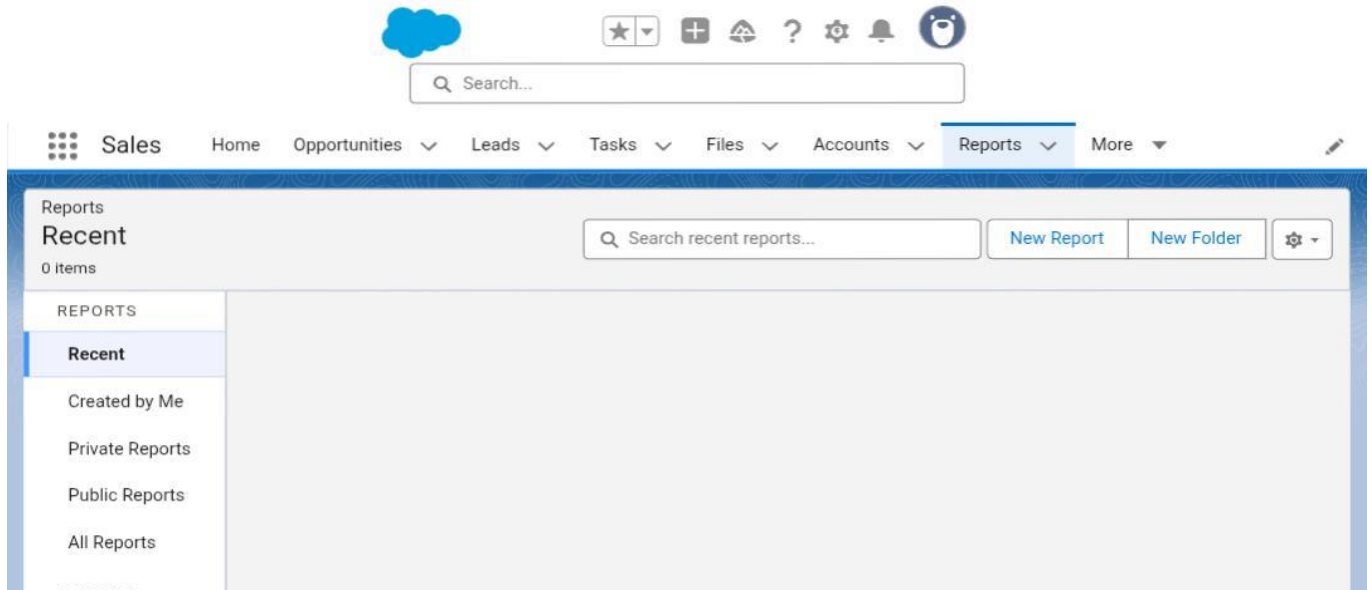 Search...
Sales Home Opportunities Leads Tasks Files Accounts Reports More
Reports
Recent
0 items
Search recent reports...
New Report New Folder
REPORTS
Recent
Created by Me
Private Reports
Public Reports
All Reports